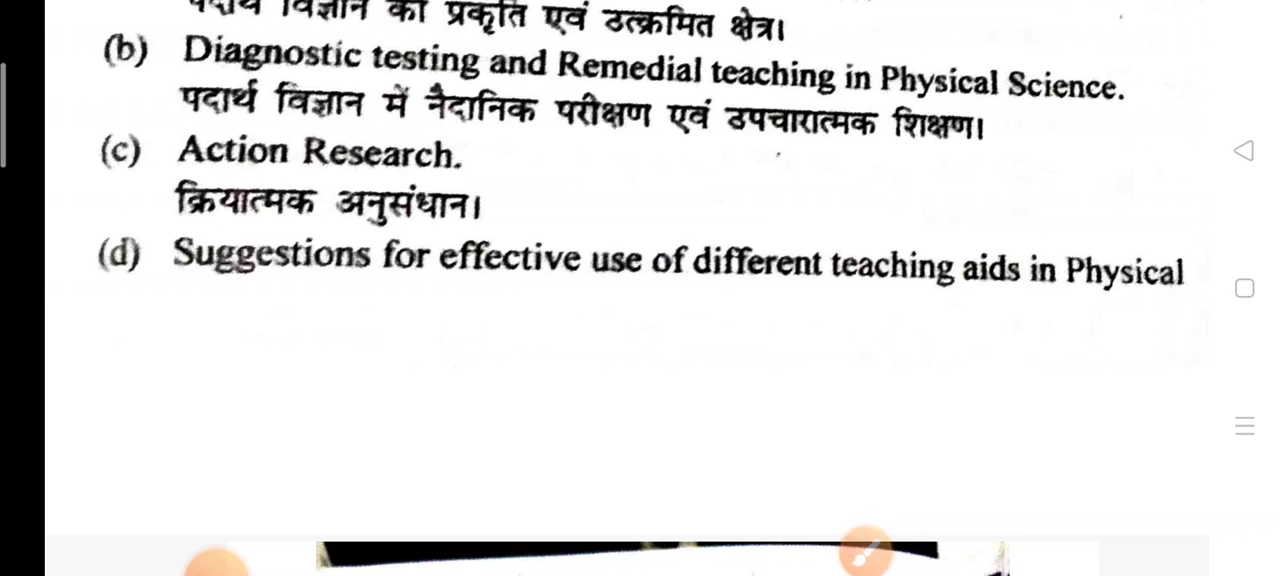 पदार्थ विज्ञान की प्रकृति एवं उत्क्रमित क्षेत्र।
(b) Diagnostic testing and Remedial teaching in Physical Science.
पदार्थ विज्ञान में नैदानिक परीक्षण एवं उपचारात्मक शिक्षण।
(c) Action Research.
क्रियात्मक अनुसंधान।
(d) Suggestions for effective use of different teaching aids in Physical